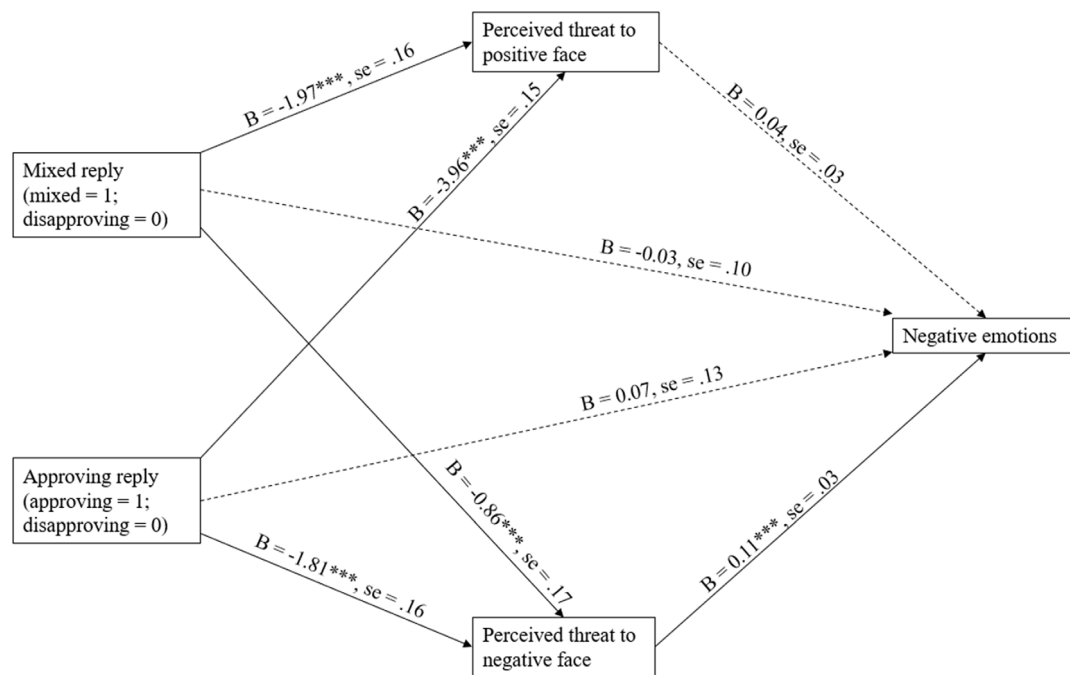 Perceived threat to
positive face
B = -1.97***, se = .16
B = -3.96***, se = .15
B = 0.04, se = .03
Mixed reply
(mixed = 1;
disapproving = 0)
B = -0.03, se = .10
Negative emotions
B = 0.07, se = .13
Approving reply
(approving = 1;
disapproving = 0)
B = -0.86***, se = .17
B = -1.81***, se = .16
B = 0.11***, se = .03
Perceived threat to
negative face